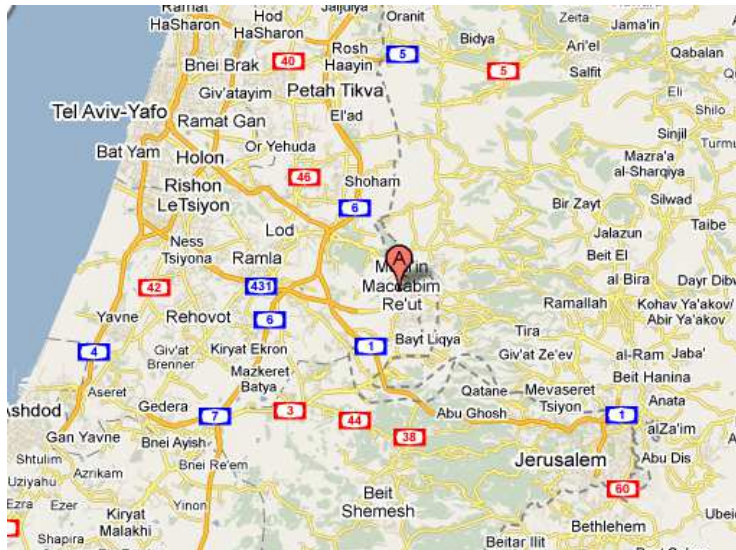 Ramat
HaSharon
Hod
HaSharon
Jaljulya
Oranit
Zeita
Jama'in
Bnei Brak
40
Rosh
Haayin
5
Bidya
Ari'el
Qabalan
5
Salfit
Giv'atayim
Petah Tikva
Eli
Shilo
Tel Aviv-Yafo
Ramat Gan
El'ad
Sinjil
Bat Yam
Holon
Or Yehuda
Mazra'a
al-Sharqiya
46
Shoham
Rishon
LeTsiyon
6
Bir Zayt
Silwad
Lod
Jalazun
Taibe
Ness
Tsiyona
Ramla
A
Beit El
42
431
Maccabim
Re'ut
al-Bira
Ramallah
Kohav Ya'akov/
Abir Ya'akov
Yavne
Rehovot
6
Tira
4
Giv'at
Brenner
Kiryat Ekron
1
Bayt Liqya
Giv'at Ze'ev
al-Ram
Jaba'
Mazkeret
Batya
Beit Hanina
Aseret
Qatane
Mevaseret
Tsiyon
Anata
Gedera
7
3
44
Abu Ghosh
1
alZa'im
Gan Yavne
Bnei Ayish
38
Shtulim
Bnei Re'em
Jerusalem
Abu Dis
Azrikam
Uziyahu
60
Ezra
Ezer
Yinon
Beit
Shemesh
Kiryat
Malakhi
Bethlehem
Shapira
Beitar Illit